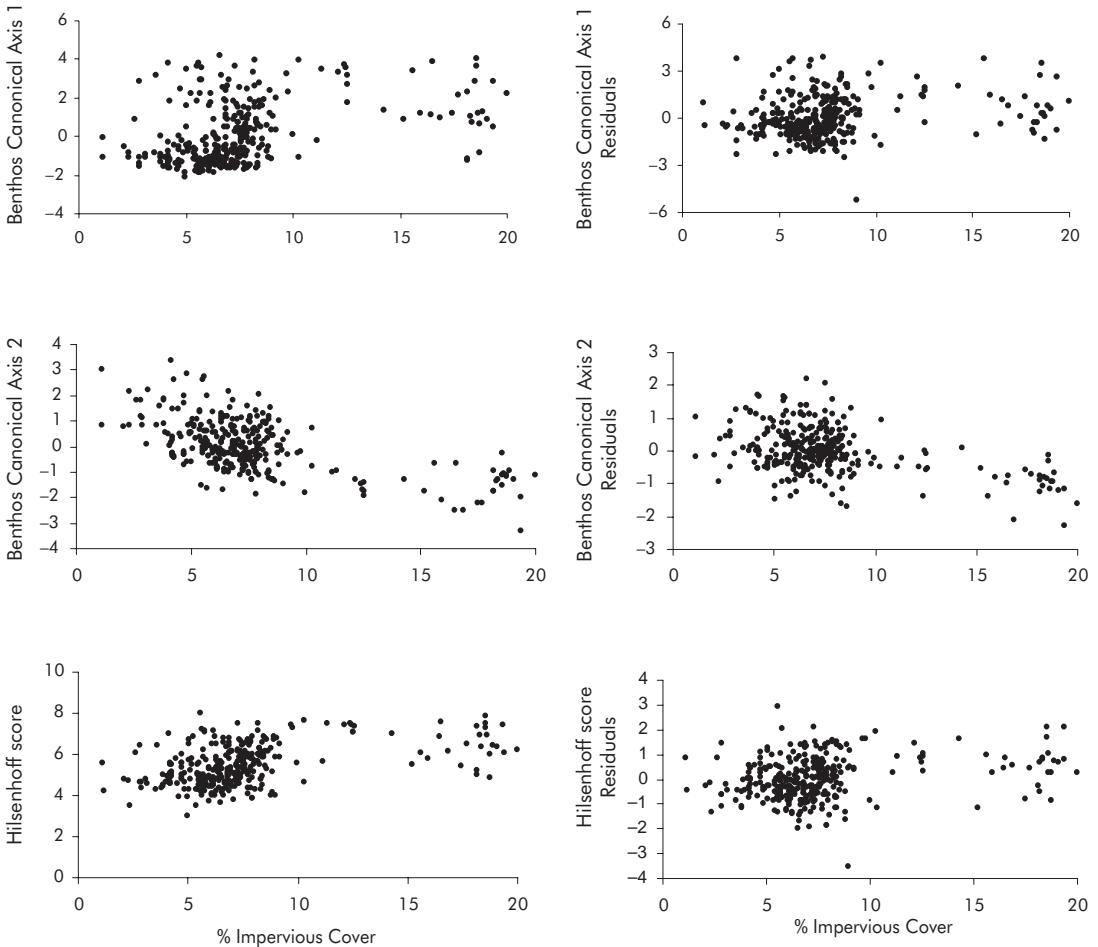 Benthos Canonical Axis 1
6
4
2
0
–2
–4
0 5 10 15 20
Benthos Canonical Axis 1
Residuals
6
3
0
–3
–6
0 5 10 15 20
Benthos Canonical Axis 2
4
3
2
1
0
–1
–2
–3
–4
0 5 10 15 20
Benthos Canonical Axis 2
Residuals
3
2
1
0
–1
–2
–3
0 5 10 15 20
Hilsenhoff score
10
8
6
4
2
0
0 5 10 15 20
% Impervious Cover
Hilsenhoff score
Residuals
4
3
2
1
0
–1
–2
–3
–4
0 5 10 15 20
% Impervious Cover